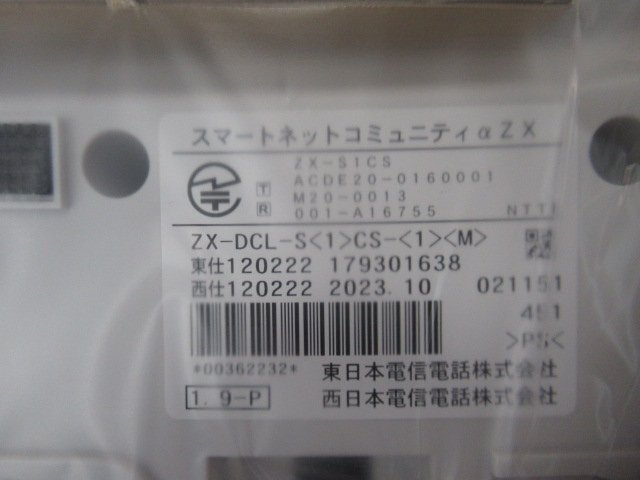 スマートネットコミュニティαZX
ZX-S1CS
T ACDE20-0160001
M20-0013
R 001-A16755 NTT
ZX-DCL-S<1>CS-<1><M>
東仕120222 179301638
西仕120222 2023.10 021151
451
>PS<
*00362232* 東日本電信電話株式会社
1.9-P 西日本電信電話株式会社